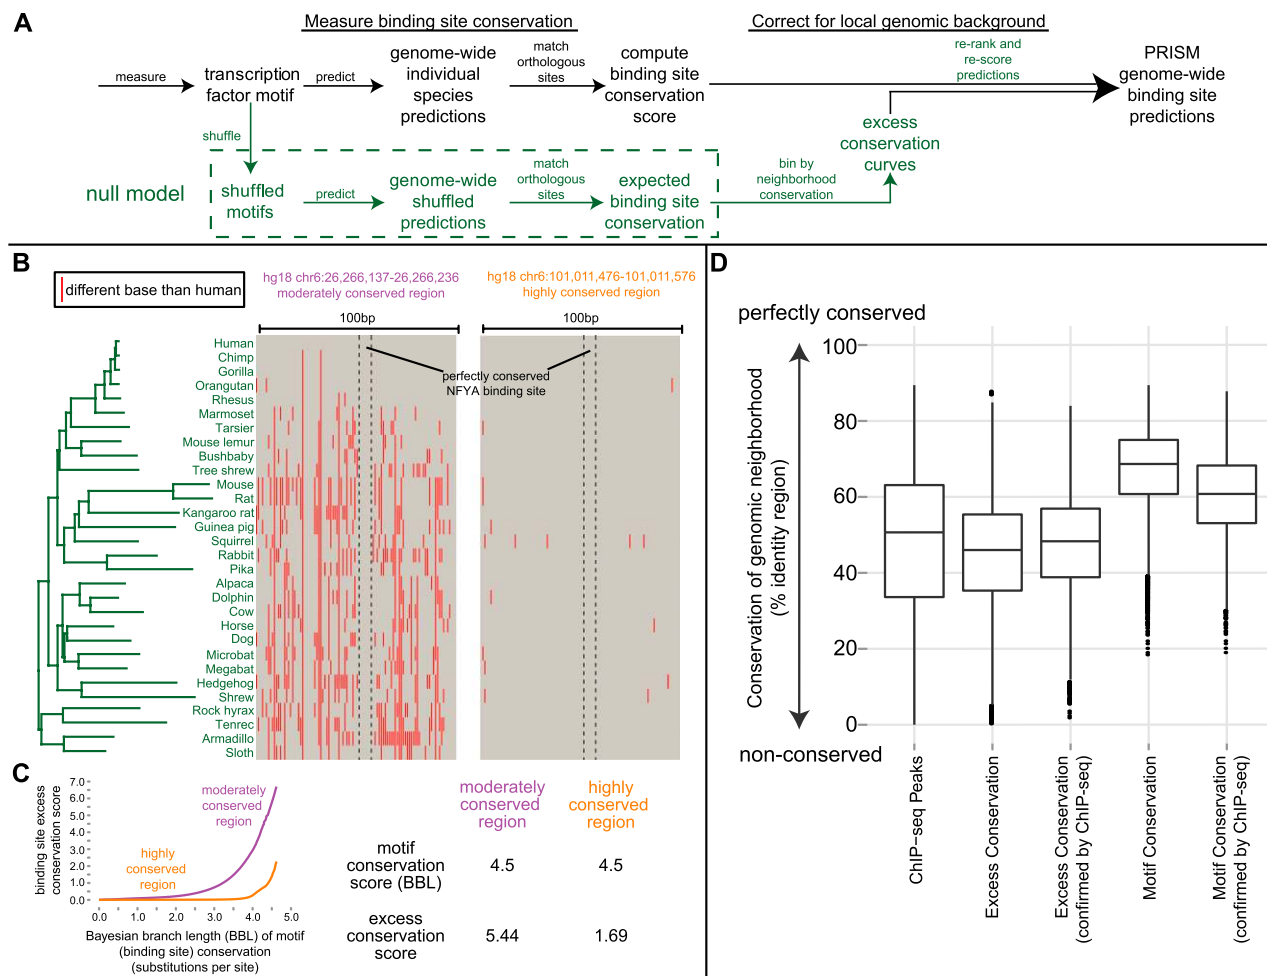 A
Measure binding site conservation
Correct for local genomic background
measure
transcription
factor motif
predict
genome-wide
individual
species
predictions
match
orthologous
sites
compute
binding site
conservation
score
re-rank and
re-score
predictions
PRISM
genome-wide
binding site
predictions
shuffle
null model
shuffled
motifs
predict
genome-wide
shuffled
predictions
match
orthologous
sites
expected
binding site
conservation
bin by
neighborhood
conservation
excess
conservation
curves
B
different base than human
hg18 chr6:26,266,137-26,266,236
moderately conserved region
hg18 chr6:101,011,476-101,011,576
highly conserved region
100bp
100bp
perfectly conserved
NFYA binding site
Human
Chimp
Gorilla
Orangutan
Rhesus
Marmoset
Tarsier
Mouse lemur
Bushbaby
Tree shrew
Mouse
Rat
Kangaroo rat
Guinea pig
Squirrel
Rabbit
Pika
Alpaca
Dolphin
Cow
Horse
Dog
Microbat
Megabat
Hedgehog
Shrew
Rock hyrax
Tenrec
Armadillo
Sloth
C
binding site excess
conservation score
7.0
6.0
5.0
4.0
3.0
2.0
1.0
0.0
moderately
conserved
region
highly
conserved
region
0.0 1.0 2.0 3.0 4.0 5.0
Bayesian branch length (BBL) of motif
(binding site) conservation
(substitutions per site)
moderately
conserved
region
highly
conserved
region
motif
conservation
score (BBL)
4.5
4.5
excess
conservation
score
5.44
1.69
D
perfectly conserved
Conservation of genomic neighborhood
(% identity region)
100
80
60
40
20
0
non-conserved
ChIP−seq Peaks
Excess Conservation
Excess Conservation
(confirmed by ChIP-seq)
Motif Conservation
Motif Conservation
(confirmed by ChIP-seq)